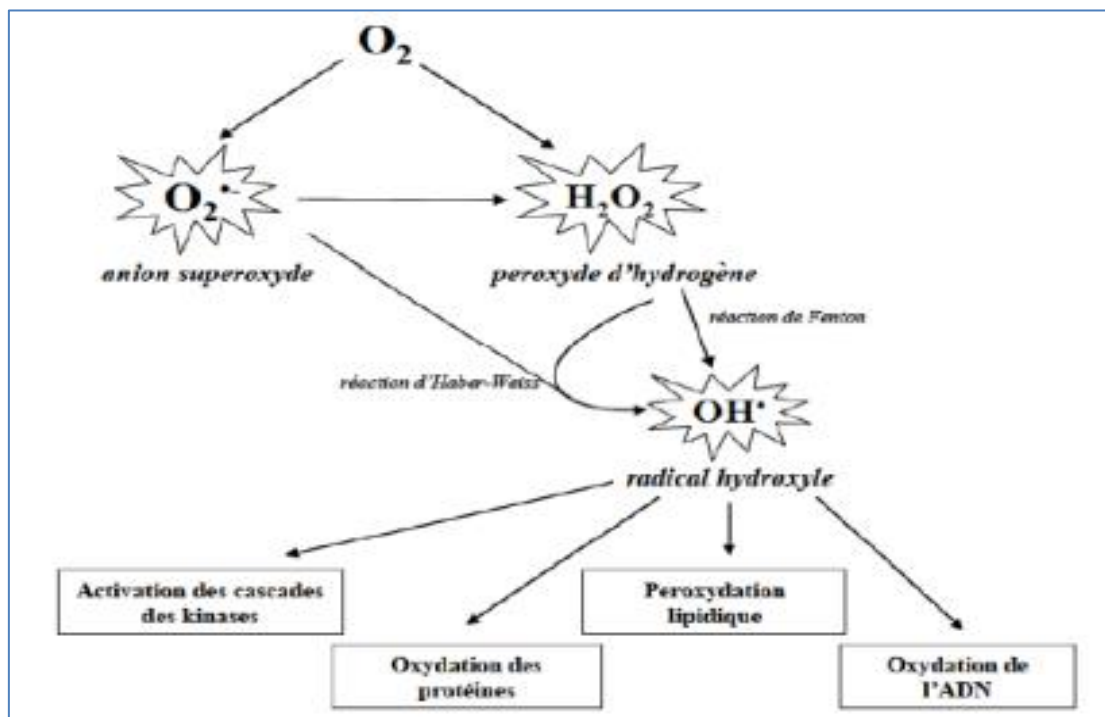 O₂
O₂•–
H₂O₂
anion superoxyde
peroxyde d'hydrogène
réaction de Fenton
réaction d'Haber-Weiss
OH•
radical hydroxyle
Activation des cascades
des kinases
Peroxydation
lipidique
Oxydation des
protéines
Oxydation de
l'ADN